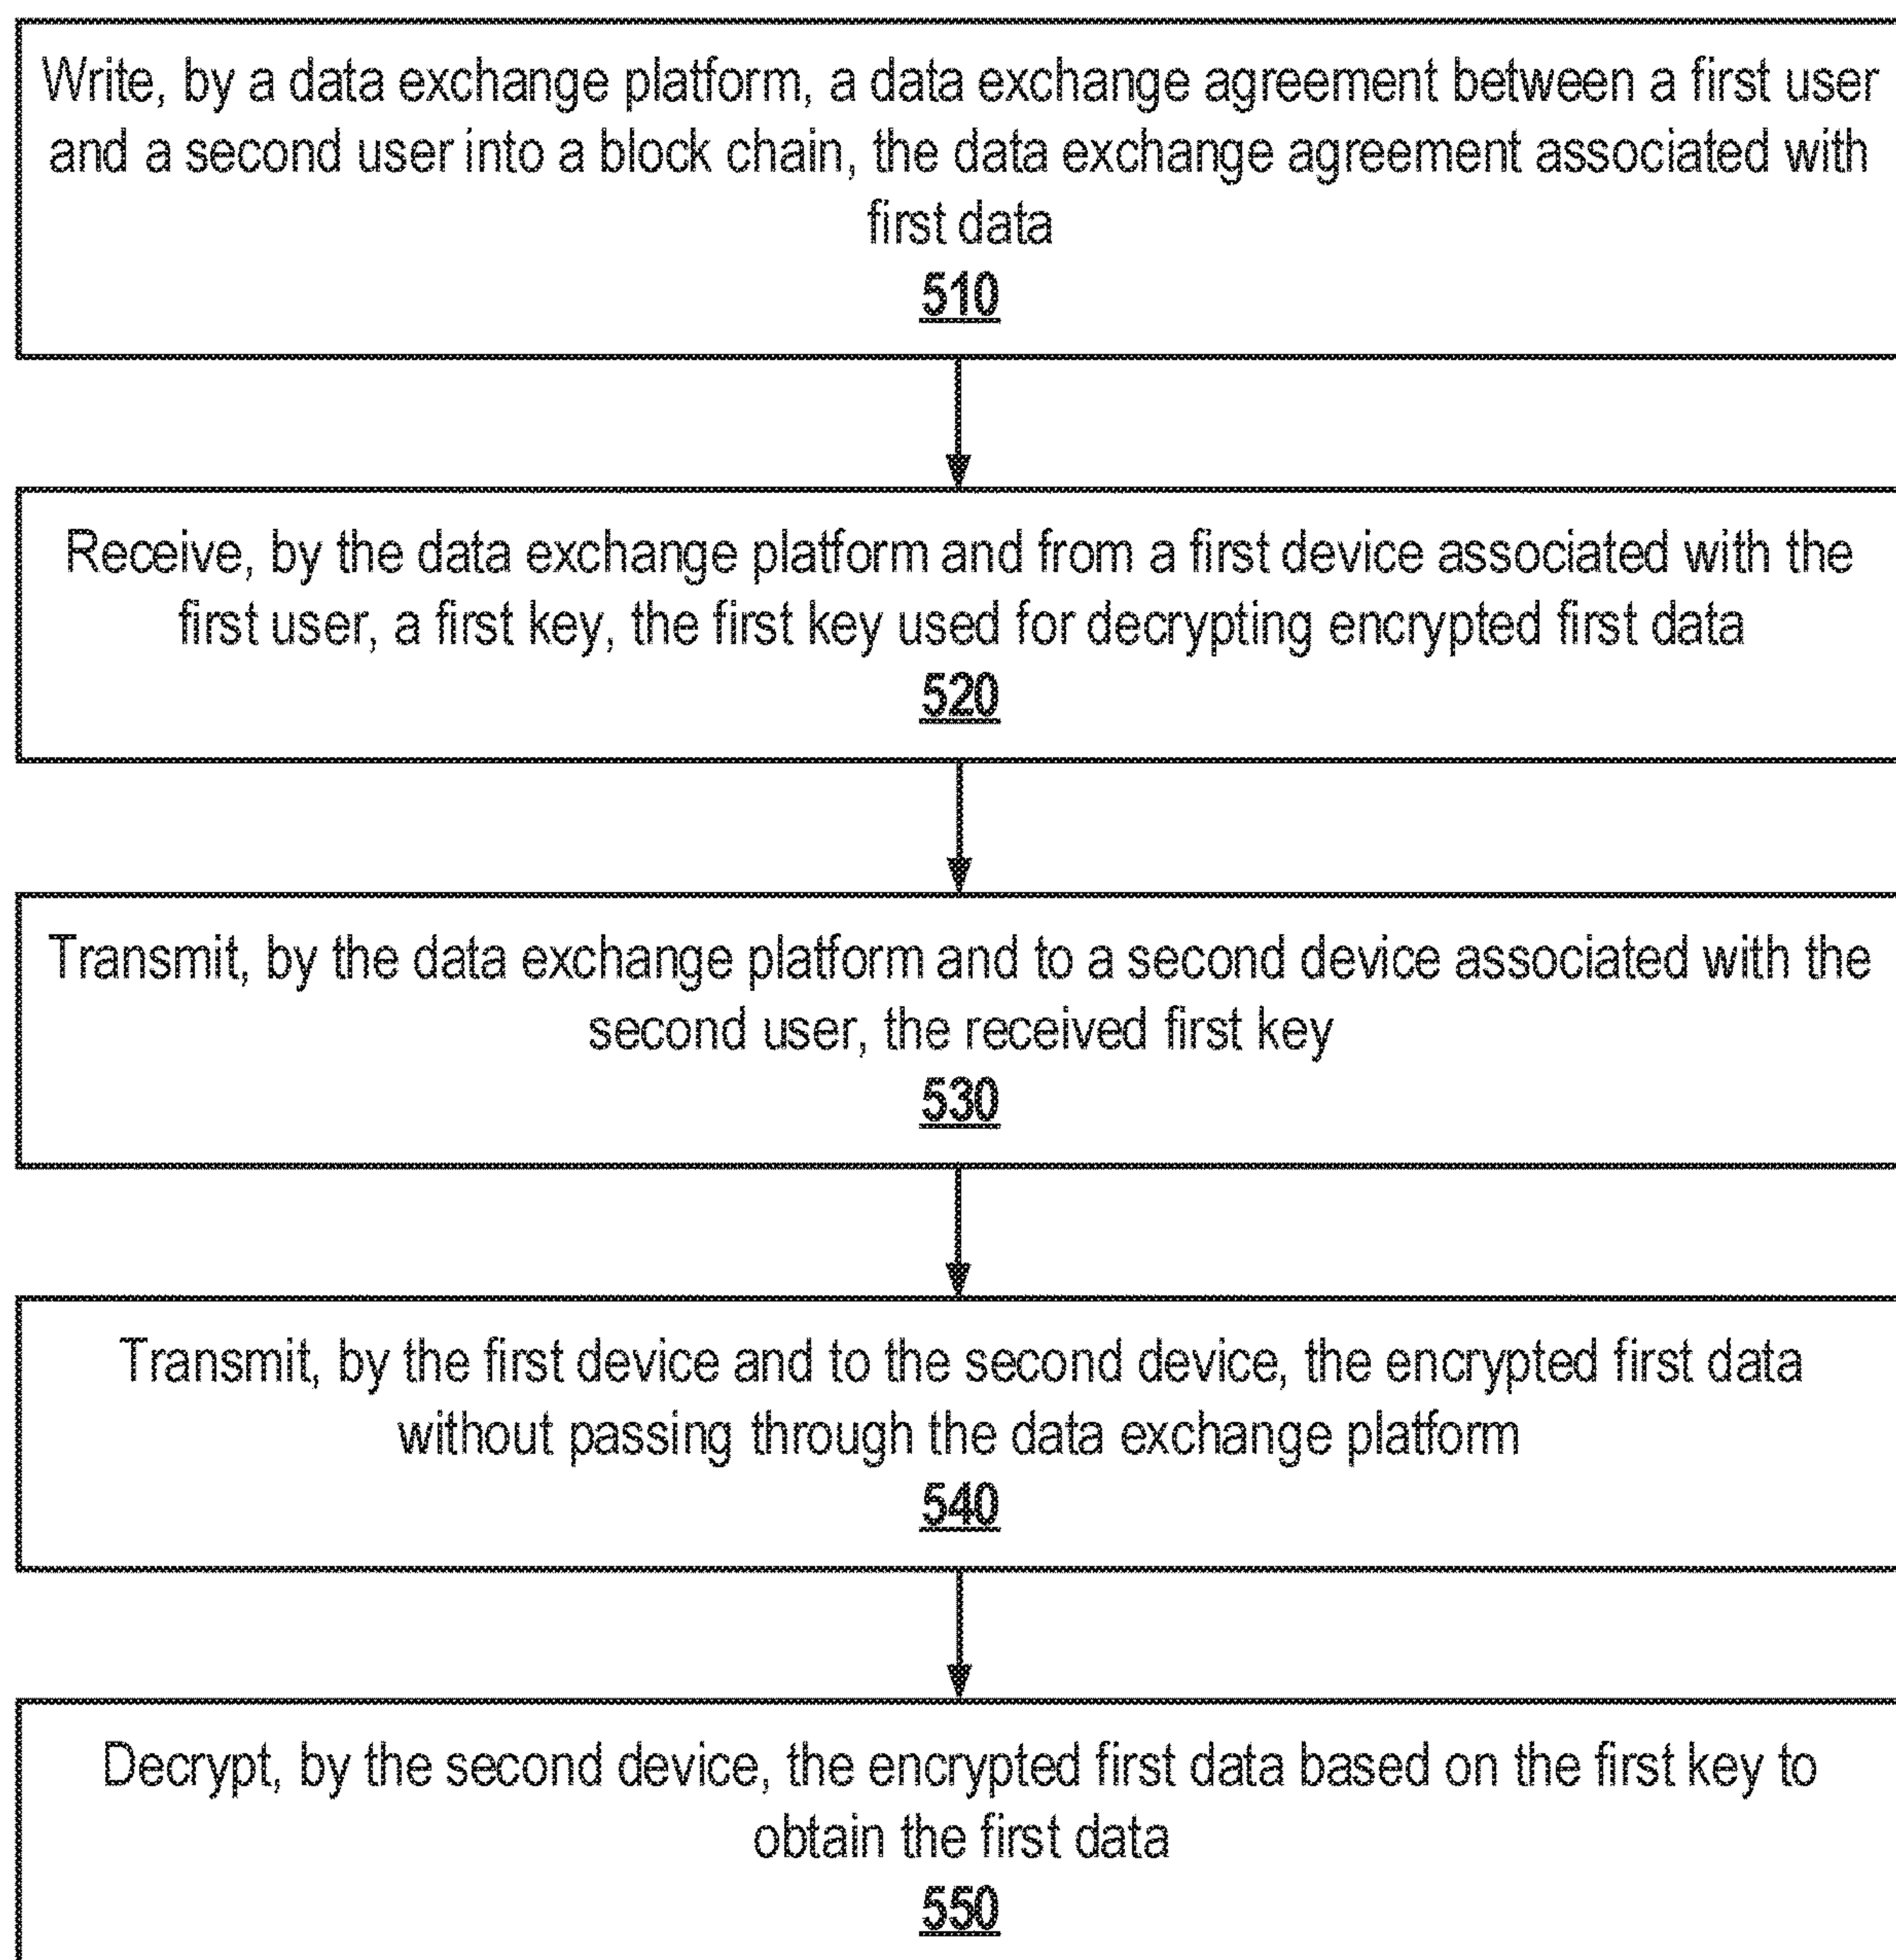 Write, by a data exchange platform, a data exchange agreement between a first user
and a second user into a block chain, the data exchange agreement associated with
first data
510
Receive, by the data exchange platform and from a first device associated with the
first user, a first key, the first key used for decrypting encrypted first data
520
Transmit, by the data exchange platform and to a second device associated with the
second user, the received first key
530
Transmit, by the first device and to the second device, the encrypted first data
without passing through the data exchange platform
540
Decrypt, by the second device, the encrypted first data based on the first key to
obtain the first data
550